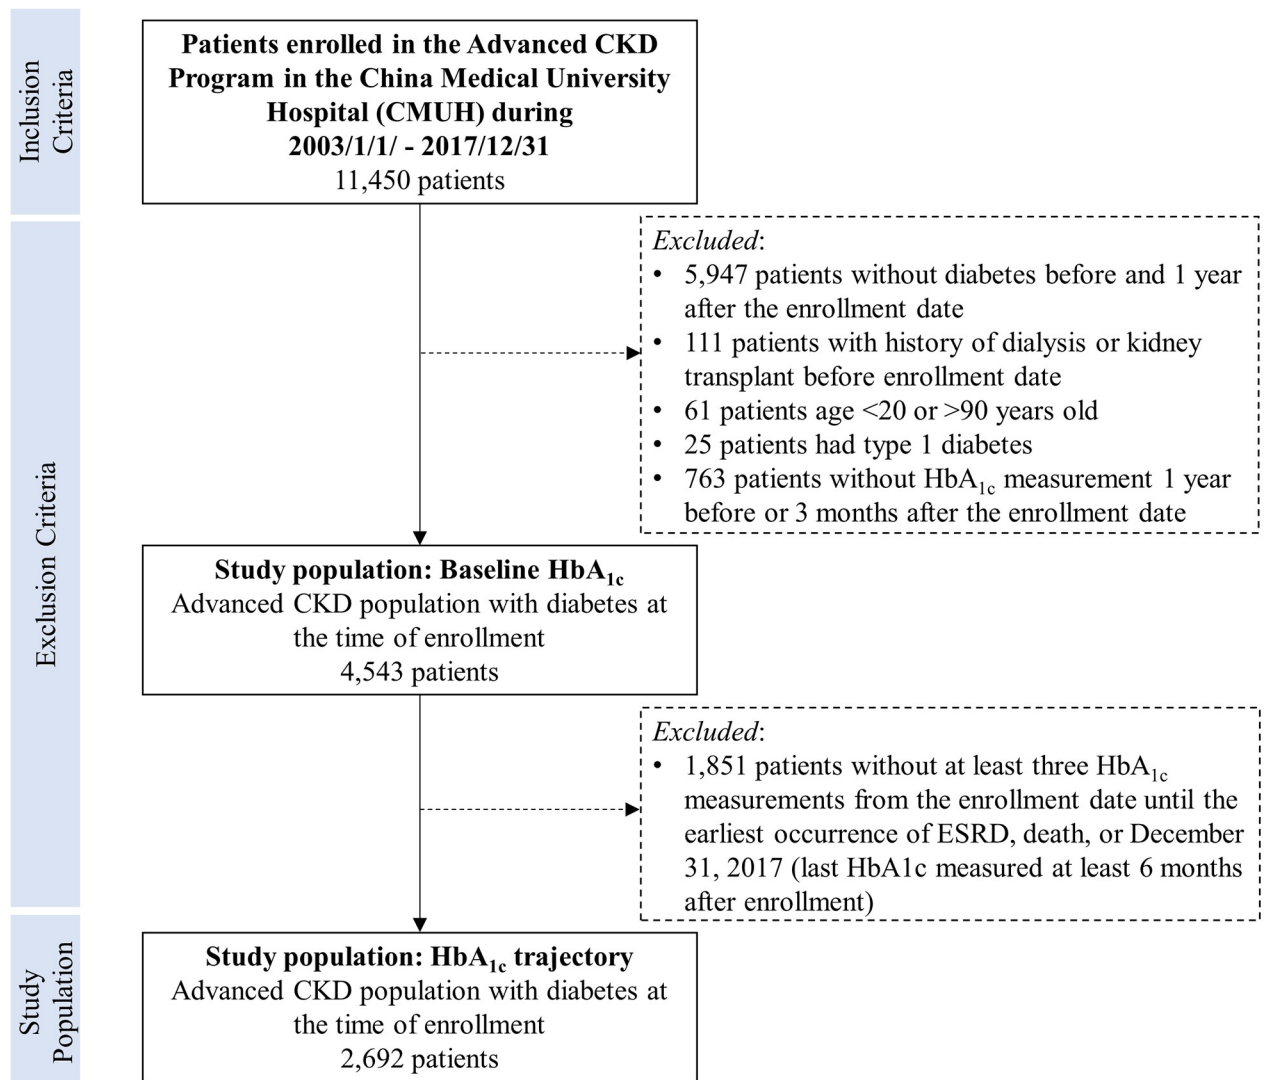 Inclusion
Criteria
Patients enrolled in the Advanced CKD
Program in the China Medical University
Hospital (CMUH) during
2003/1/1/ - 2017/12/31
11,450 patients
Exclusion Criteria
Excluded:
• 5,947 patients without diabetes before and 1 year
after the enrollment date
• 111 patients with history of dialysis or kidney
transplant before enrollment date
• 61 patients age <20 or >90 years old
• 25 patients had type 1 diabetes
• 763 patients without HbA1c measurement 1 year
before or 3 months after the enrollment date
Study population: Baseline HbA1c
Advanced CKD population with diabetes at
the time of enrollment
4,543 patients
Excluded:
• 1,851 patients without at least three HbA1c
measurements from the enrollment date until the
earliest occurrence of ESRD, death, or December
31, 2017 (last HbA1c measured at least 6 months
after enrollment)
Study
Population
Study population: HbA1c trajectory
Advanced CKD population with diabetes at
the time of enrollment
2,692 patients